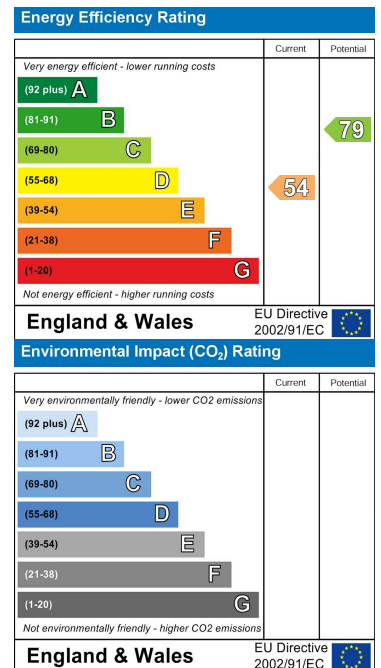 Energy Efficiency Rating
Current Potential
Very energy efficient - lower running costs
(92 plus) A
(81-91) B
(69-80) C
79
(55-68) D
54
(39-54) E
(21-38) F
(1-20) G
Not energy efficient - higher running costs
England & Wales
EU Directive
2002/91/EC
Environmental Impact (CO₂) Rating
Current Potential
Very environmentally friendly - lower CO2 emissions
(92 plus) A
(81-91) B
(69-80) C
(55-68) D
(39-54) E
(21-38) F
(1-20) G
Not environmentally friendly - higher CO2 emissions
England & Wales
EU Directive
2002/91/EC